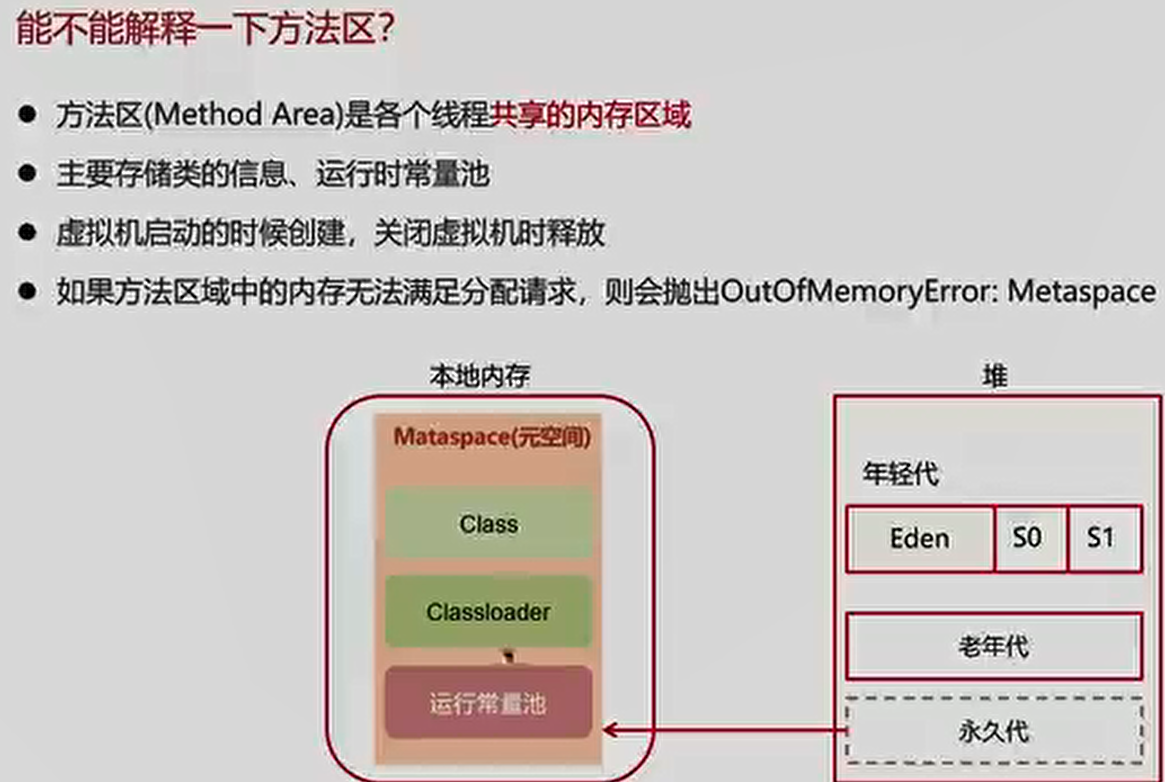 能不能解释一下方法区？
● 方法区(Method Area)是各个线程共享的内存区域
● 主要存储类的信息、运行时常量池
● 虚拟机启动的时候创建，关闭虚拟机时释放
● 如果方法区域中的内存无法满足分配请求，则会抛出OutOfMemoryError: Metaspace
本地内存
Mataspace(元空间)
Class
Classloader
运行常量池
堆
年轻代
Eden S0 S1
老年代
永久代